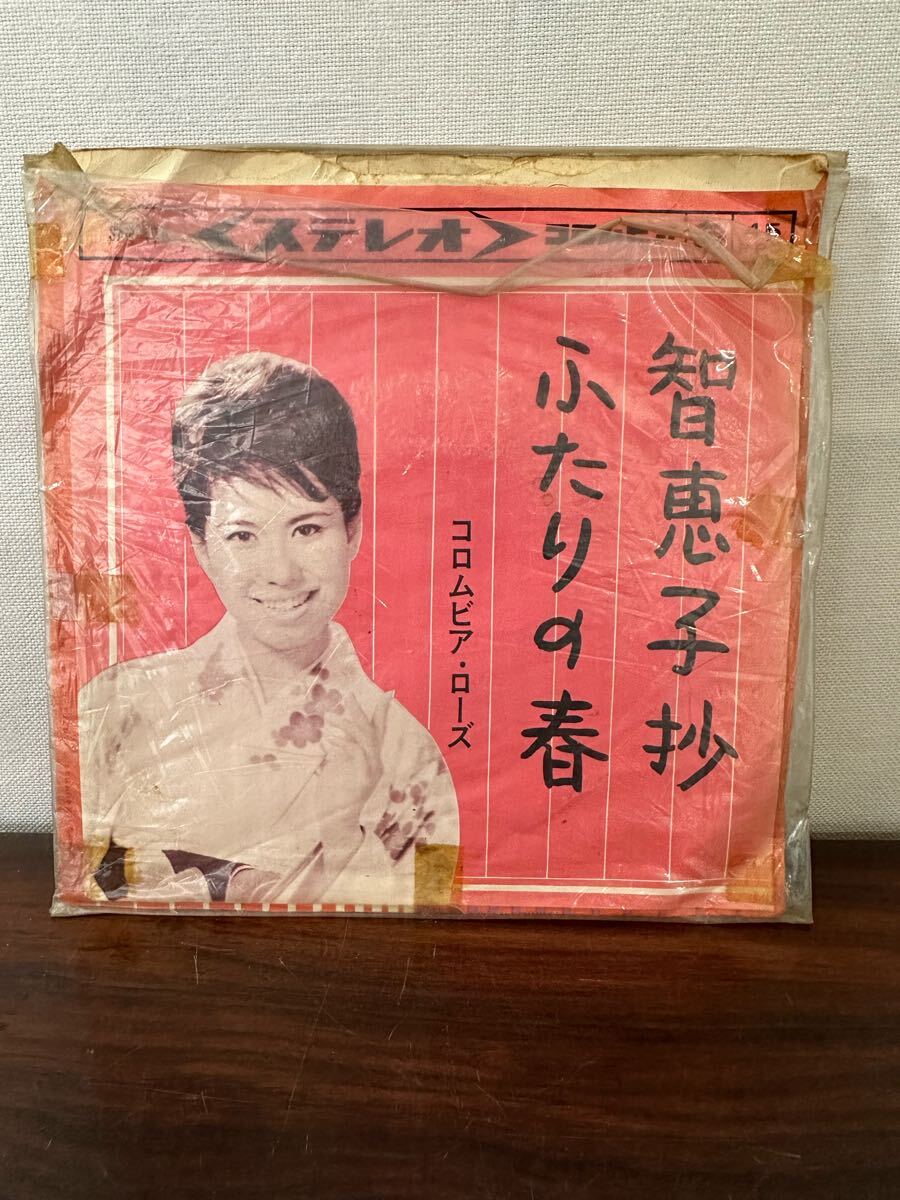 <ステレオ>
智恵子抄
ふたりの春
コロムビア・ローズ